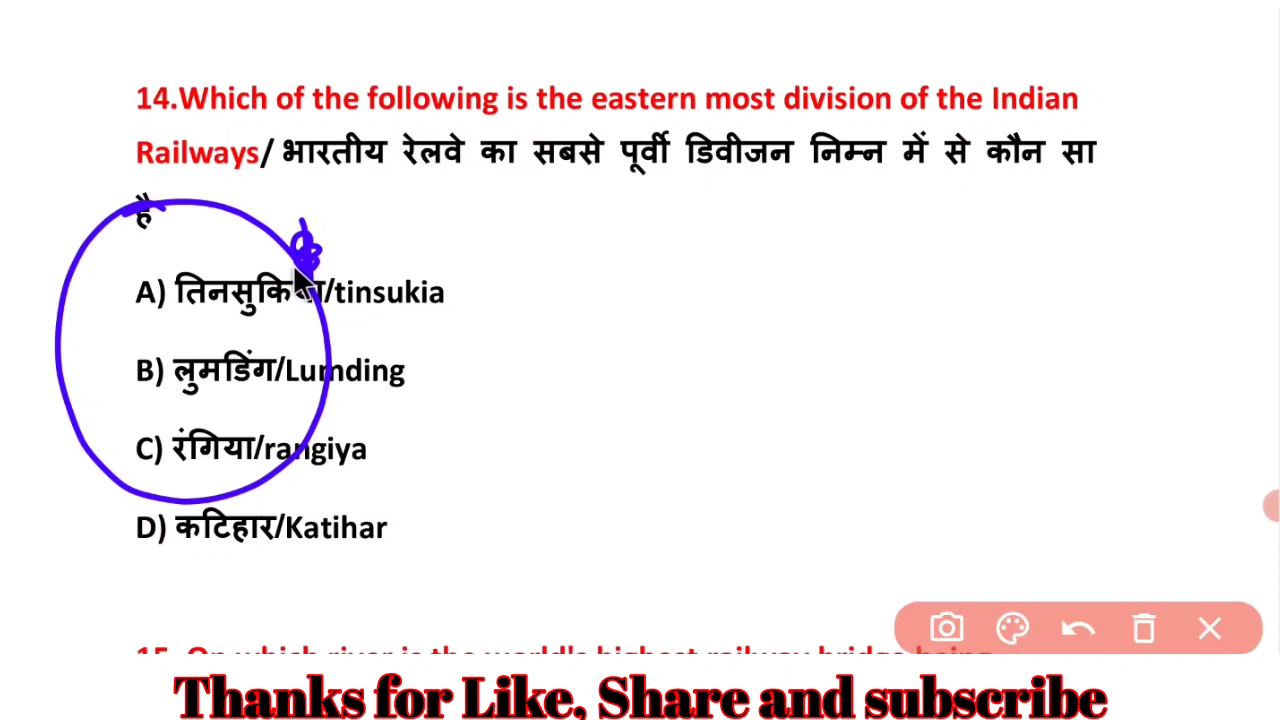 14.Which of the following is the eastern most division of the Indian
Railways/ भारतीय रेलवे का सबसे पूर्वी डिवीजन निम्न में से कौन सा
है
A) तिनसुकिया/tinsukia
B) लुमडिंग/Lumding
C) रंगिया/rangiya
D) कटिहार/Katihar
15. On which river is the world's highest railway bridge being
Thanks for Like, Share and subscribe